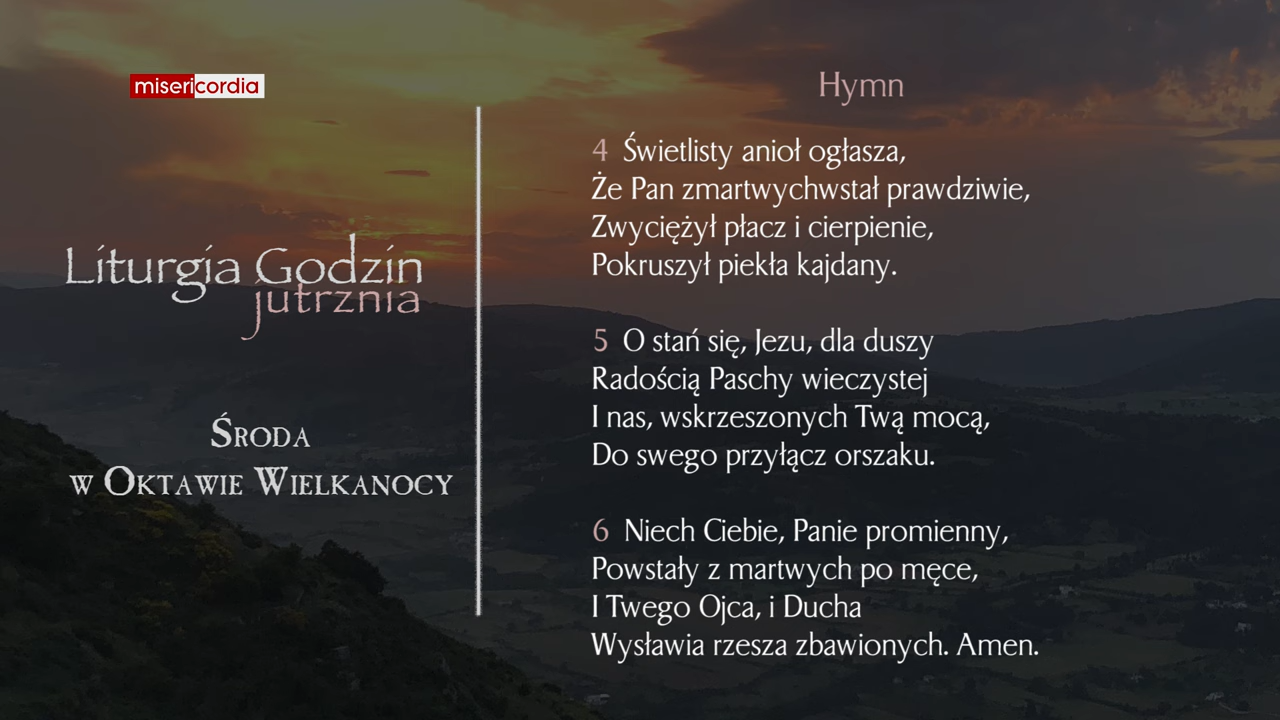 misericordia
Liturgia Godzin
jutrznia
Środa
w Oktawie Wielkanocy
Hymn
4 Świetlisty anioł ogłasza,
Że Pan zmartwychwstał prawdziwie,
Zwyciężył płacz i cierpienie,
Pokruszył piekła kajdany.
5 O stań się, Jezu, dla duszy
Radością Paschy wieczystej
I nas, wskrzeszonych Twą mocą,
Do swego przyłącz orszaku.
6 Niech Ciebie, Panie promienny,
Powstały z martwych po męce,
I Twego Ojca, i Ducha
Wysławia rzesza zbawionych. Amen.